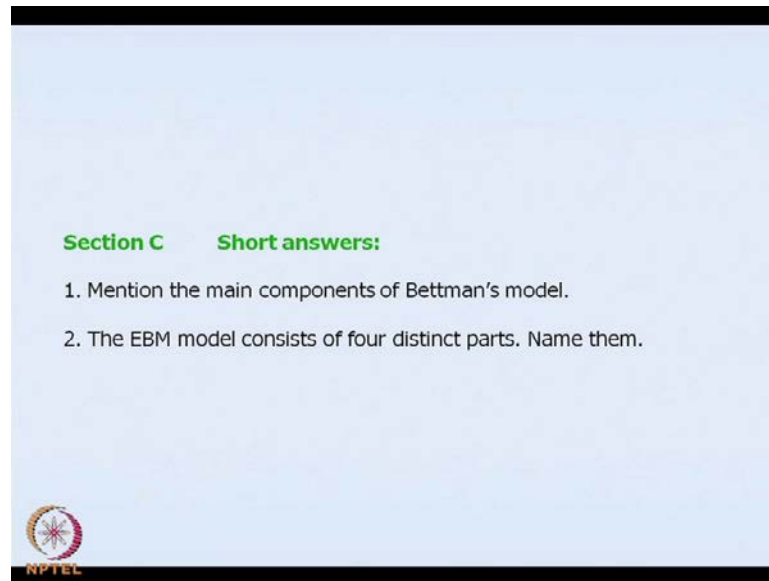 Section C Short answers:
1. Mention the main components of Bettman's model.
2. The EBM model consists of four distinct parts. Name them.
NPTEL